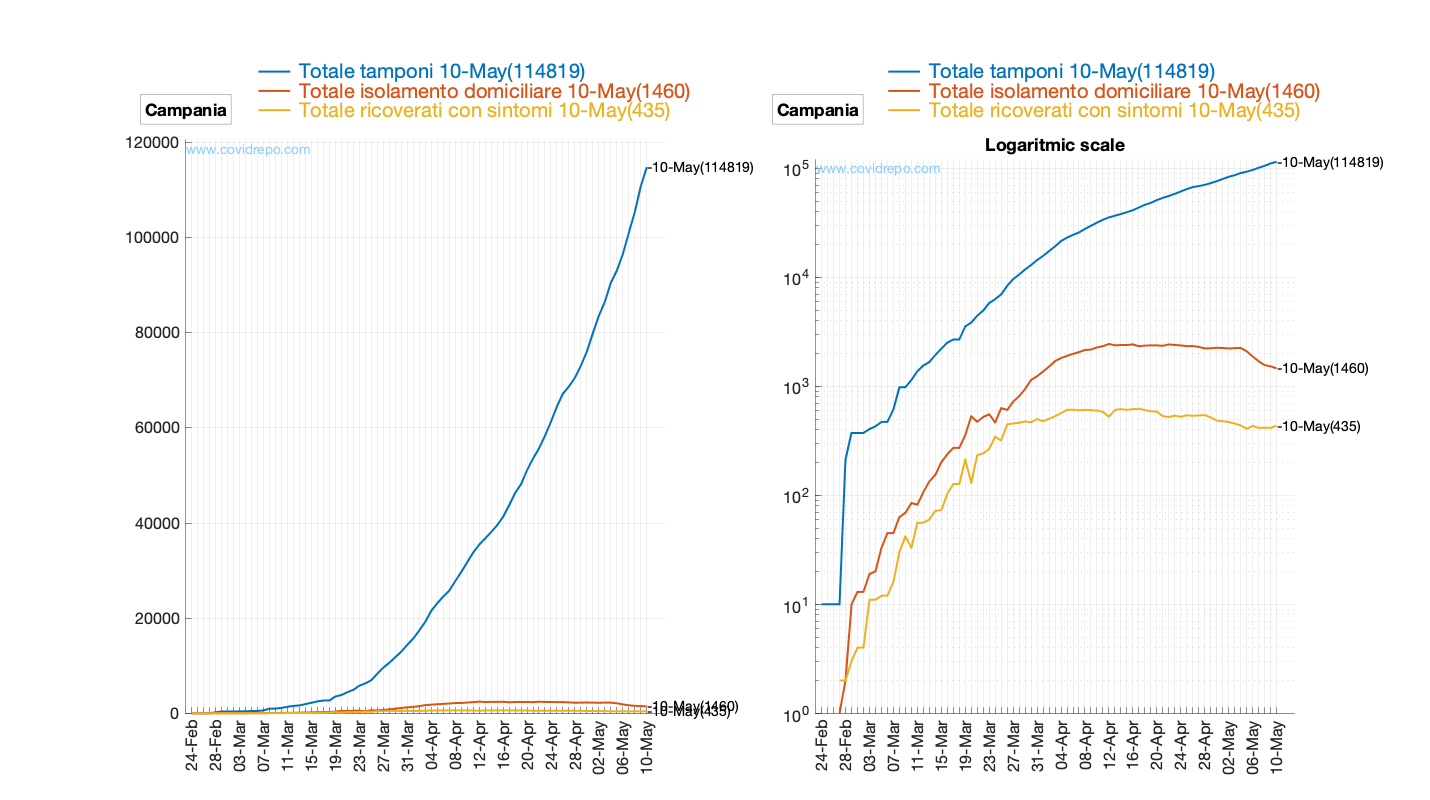 Totale tamponi 10-May(114819)
Totale isolamento domiciliare 10-May(1460)
Totale ricoverati con sintomi 10-May(435)
Campania
www.covidrepo.com
120000
100000
80000
60000
40000
20000
0
10-May(114819)
10-May(1460)
10-May(435)
24-Feb
28-Feb
03-Mar
07-Mar
11-Mar
15-Mar
19-Mar
23-Mar
27-Mar
31-Mar
04-Apr
08-Apr
12-Apr
16-Apr
20-Apr
24-Apr
28-Apr
02-May
06-May
10-May
Totale tamponi 10-May(114819)
Totale isolamento domiciliare 10-May(1460)
Totale ricoverati con sintomi 10-May(435)
Campania
Logaritmic scale
www.covidrepo.com
10^5
10^4
10^3
10^2
10^1
10^0
10-May(114819)
10-May(1460)
10-May(435)
24-Feb
28-Feb
03-Mar
07-Mar
11-Mar
15-Mar
19-Mar
23-Mar
27-Mar
31-Mar
04-Apr
08-Apr
12-Apr
16-Apr
20-Apr
24-Apr
28-Apr
02-May
06-May
10-May